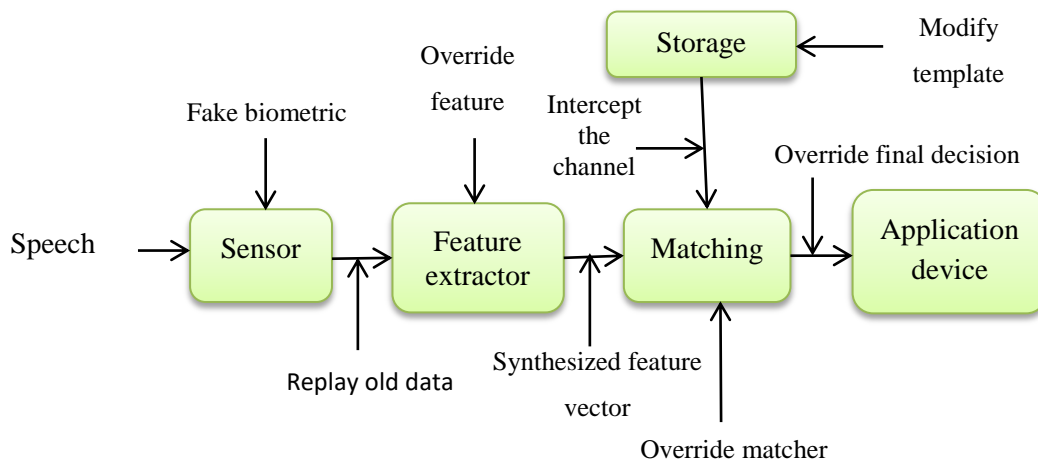 Storage
Modify
template
Override
feature
Intercept
the
channel
Fake biometric
Override final decision
Speech
Sensor
Feature
extractor
Matching
Application
device
Replay old data
Synthesized feature
vector
Override matcher